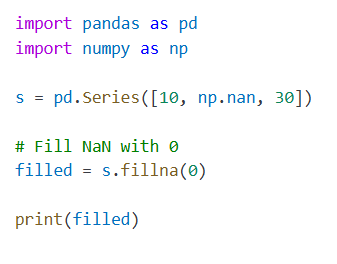 import pandas as pd
import numpy as np
s = pd.Series([10, np.nan, 30])
# Fill NaN with 0
filled = s.fillna(0)
print(filled)